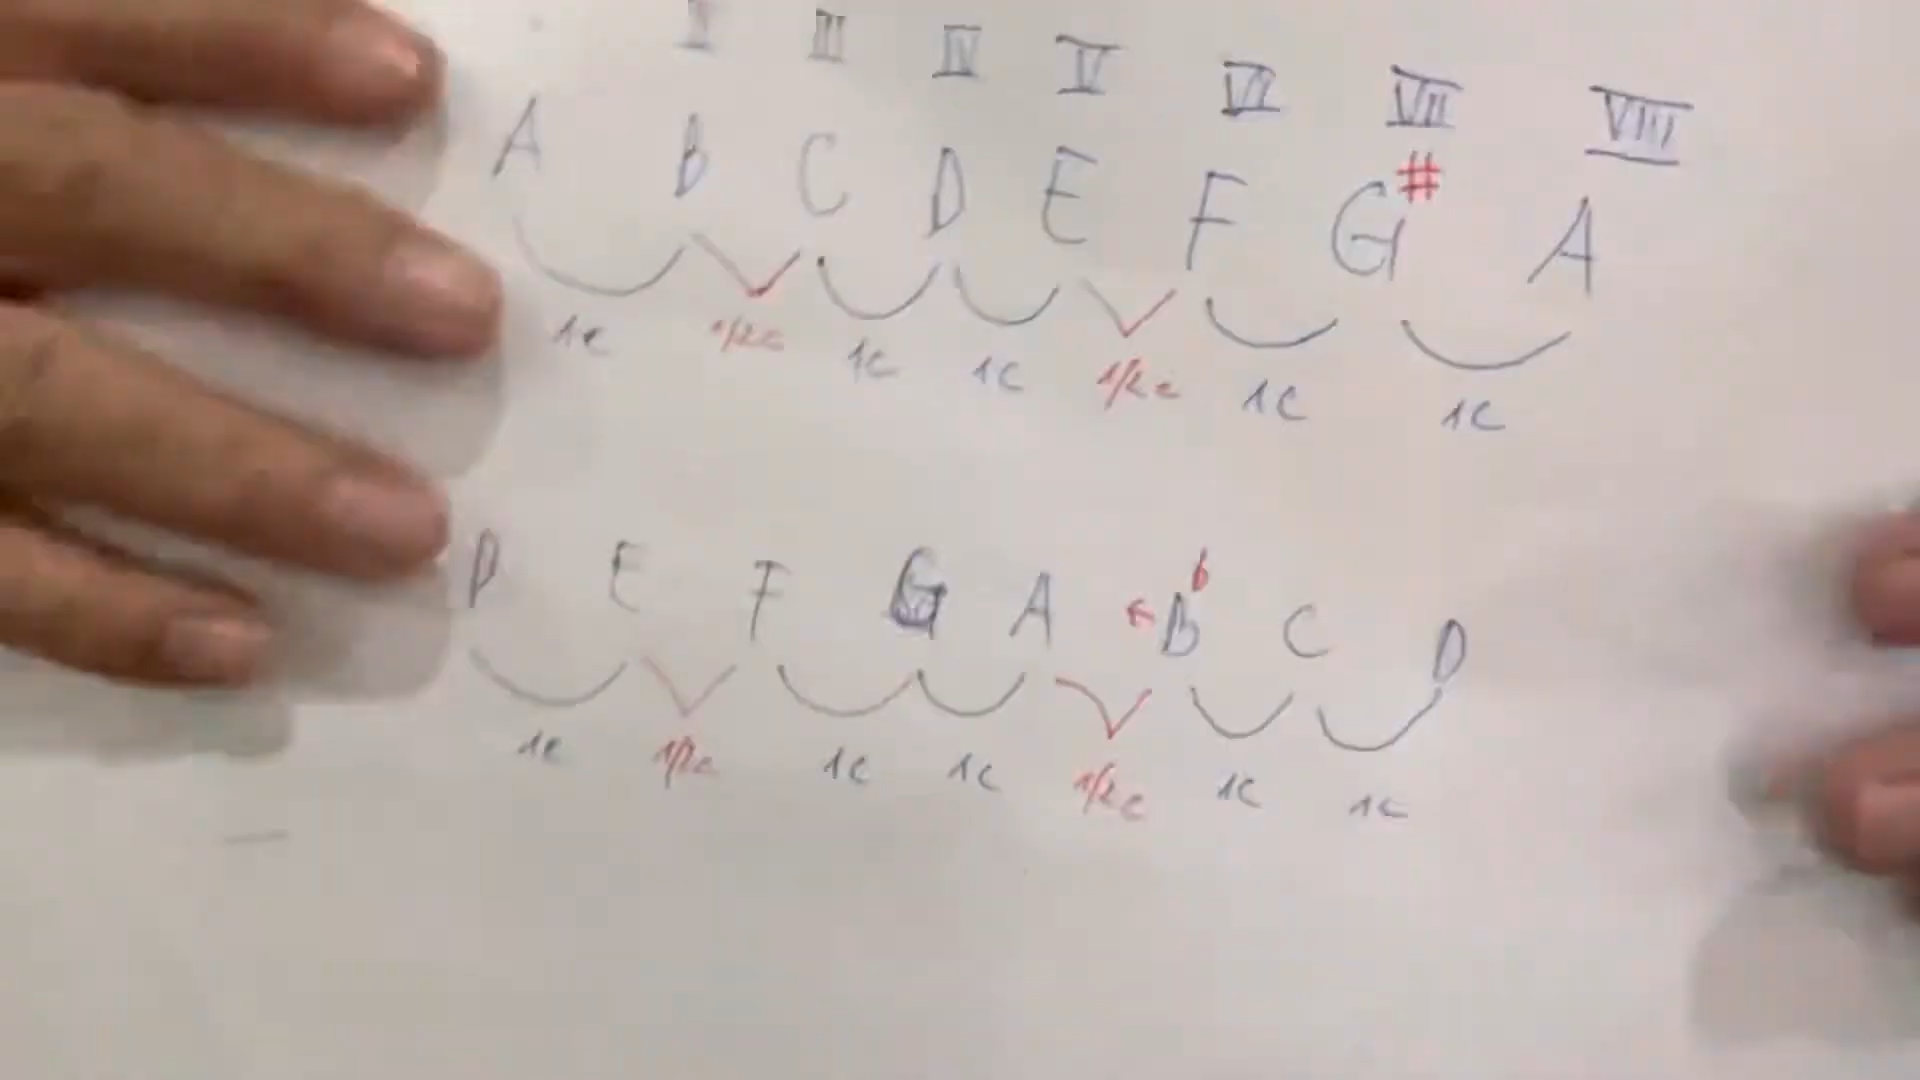 II III IV V VI VII VIII
A B C D E F G# A
1c 1/2c 1c 1c 1/2c 1c 1c
D E F G A ←Bb C D
1c 1/2c 1c 1c 1/2c 1c 1c